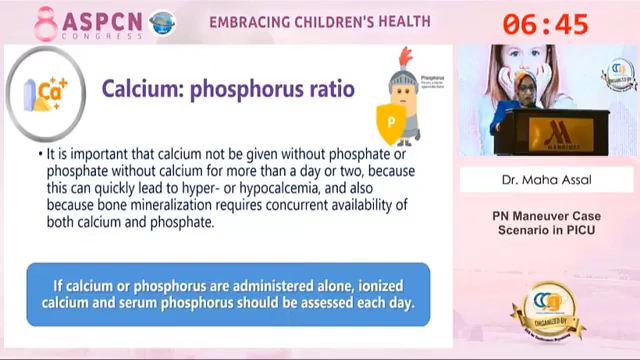 8 ASPCN
CONGRESS
EMBRACING CHILDREN'S HEALTH
06:45
Ca
Calcium: phosphorus ratio
Phosphorus
P
• It is important that calcium not be given without phosphate or
phosphate without calcium for more than a day or two, because
this can quickly lead to hyper- or hypocalcemia, and also
because bone mineralization requires concurrent availability of
both calcium and phosphate.
If calcium or phosphorus are administered alone, ionized
calcium and serum phosphorus should be assessed each day.
Dr. Maha Assal
PN Maneuver Case
Scenario in PICU
ORGANIZED BY